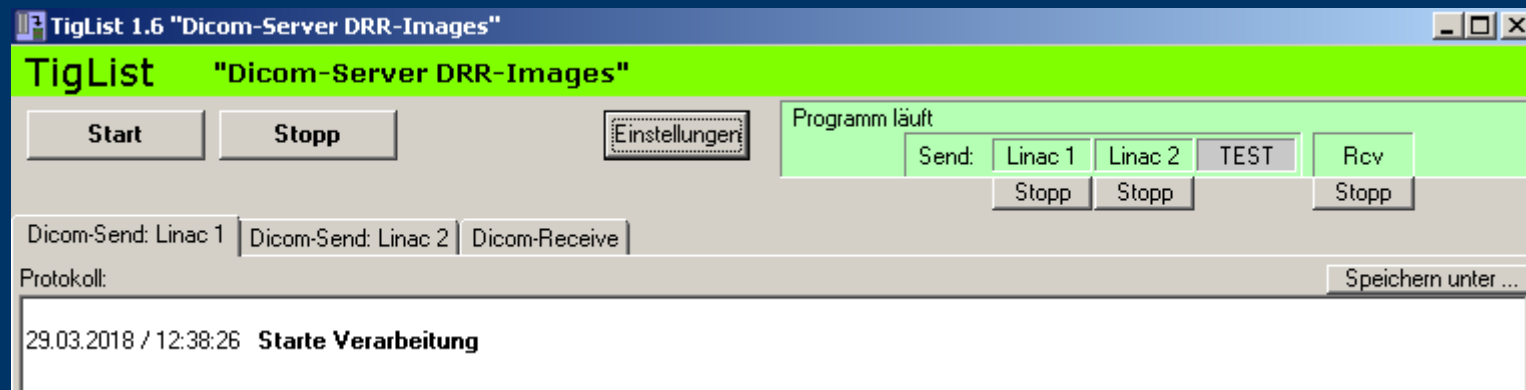 TigList 1.6 "Dicom-Server DRR-Images"
TigList "Dicom-Server DRR-Images"
Start Stopp Einstellungen
Programm läuft
Send: Linac 1 Linac 2 TEST Rcv
Stopp Stopp Stopp
Dicom-Send: Linac 1 Dicom-Send: Linac 2 Dicom-Receive
Protokoll: Speichern unter ...
29.03.2018 / 12:38:26 Starte Verarbeitung